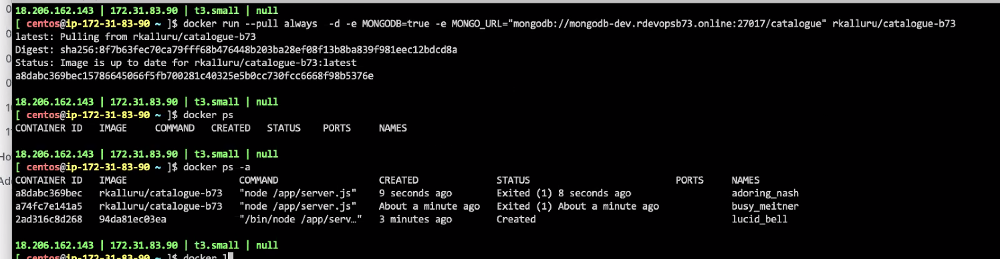 18.206.162.143 | 172.31.83.90 | t3.small | null
[ centos@ip-172-31-83-90 ~ ]$ docker run --pull always  -d -e MONGODB=true -e MONGO_URL="mongodb://mongodb-dev.rdevopsb73.online:27017/catalogue" rkalluru/catalogue-b73
latest: Pulling from rkalluru/catalogue-b73
Digest: sha256:8f7b63fec70ca79fff68b476448b203ba28ef08f13b8ba839f981eec12bdcd8a
Status: Image is up to date for rkalluru/catalogue-b73:latest
a8dabc369bec15786645066f5fb700281c40325e5b0cc730fcc6668f98b5376e
18.206.162.143 | 172.31.83.90 | t3.small | null
[ centos@ip-172-31-83-90 ~ ]$ docker ps
CONTAINER ID   IMAGE     COMMAND   CREATED   STATUS    PORTS     NAMES
18.206.162.143 | 172.31.83.90 | t3.small | null
[ centos@ip-172-31-83-90 ~ ]$ docker ps -a
CONTAINER ID   IMAGE                    COMMAND                  CREATED              STATUS                          PORTS     NAMES
a8dabc369bec   rkalluru/catalogue-b73   "node /app/server.js"    9 seconds ago        Exited (1) 8 seconds ago                  adoring_nash
a74fc7e141a5   rkalluru/catalogue-b73   "node /app/server.js"    About a minute ago   Exited (1) About a minute ago             busy_meitner
2ad316c8d268   94da81ec03ea             "/bin/node /app/serv…"   3 minutes ago        Created                                   lucid_bell
18.206.162.143 | 172.31.83.90 | t3.small | null
[ centos@ip-172-31-83-90 ~ ]$ docker l